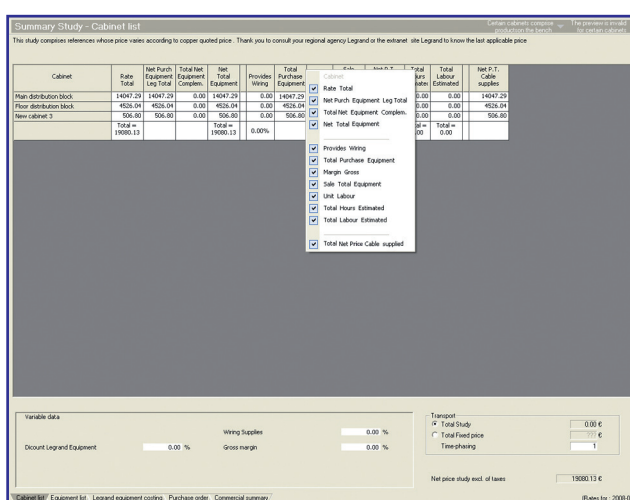 Summary Study - Cabinet list
Certain cabinets comprise
production the bench
The preview is invalid
for certain cabinets
This study comprises references whose price varies according to copper quoted price . Thank you to consult your regional agency Legrand or the extranet site Legrand to know the last applicable price
Cabinet
Rate Total
Net Purch Equipment Leg Total
Total Net Equipment Complem.
Net Total Equipment
Provides Wiring
Total Purchase Equipment
Total
Labour Estimated
Net P.T. Cable supplies
Main distribution block 14047.29 14047.29 0.00 14047.29 0.00 14047.29 0.00 0.00 14047.29
Floor distribution block 4526.04 4526.04 0.00 4526.04 0.00 4526.04 0.00 0.00 4526.04
New cabinet 3 506.80 506.80 0.00 506.80 0.00 506.80 0.00 0.00 506.80
Total = 19080.13
Total = 19080.13
0.00%
Total = 0.00
Cabinet
Rate Total
Net Purch Equipment Leg Total
Total Net Equipment Complem.
Net Total Equipment
Provides Wiring
Total Purchase Equipment
Margin Gross
Sale Total Equipment
Unit Labour
Total Hours Estimated
Total Labour Estimated
Total Net Price Cable supplied
Variable data
Wiring Supplies 0.00 %
Dicount Legrand Equipment 0.00 %
Gross margin 0.00 %
Transport
Total Study 0.00 €
Total Fixed price ??? €
Time-phasing 1
Net price study excl. of taxes 19080.13 €
Cabinet list / Equipment list / Legrand equipment costing / Purchase order / Commercial summary /
(Rates for : 2008-0